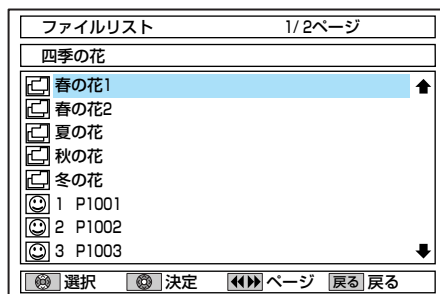 ファイルリスト 1/2ページ
四季の花
春の花1
春の花2
夏の花
秋の花
冬の花
1 P1001
2 P1002
3 P1003
選択 決定 ページ 戻る 戻る